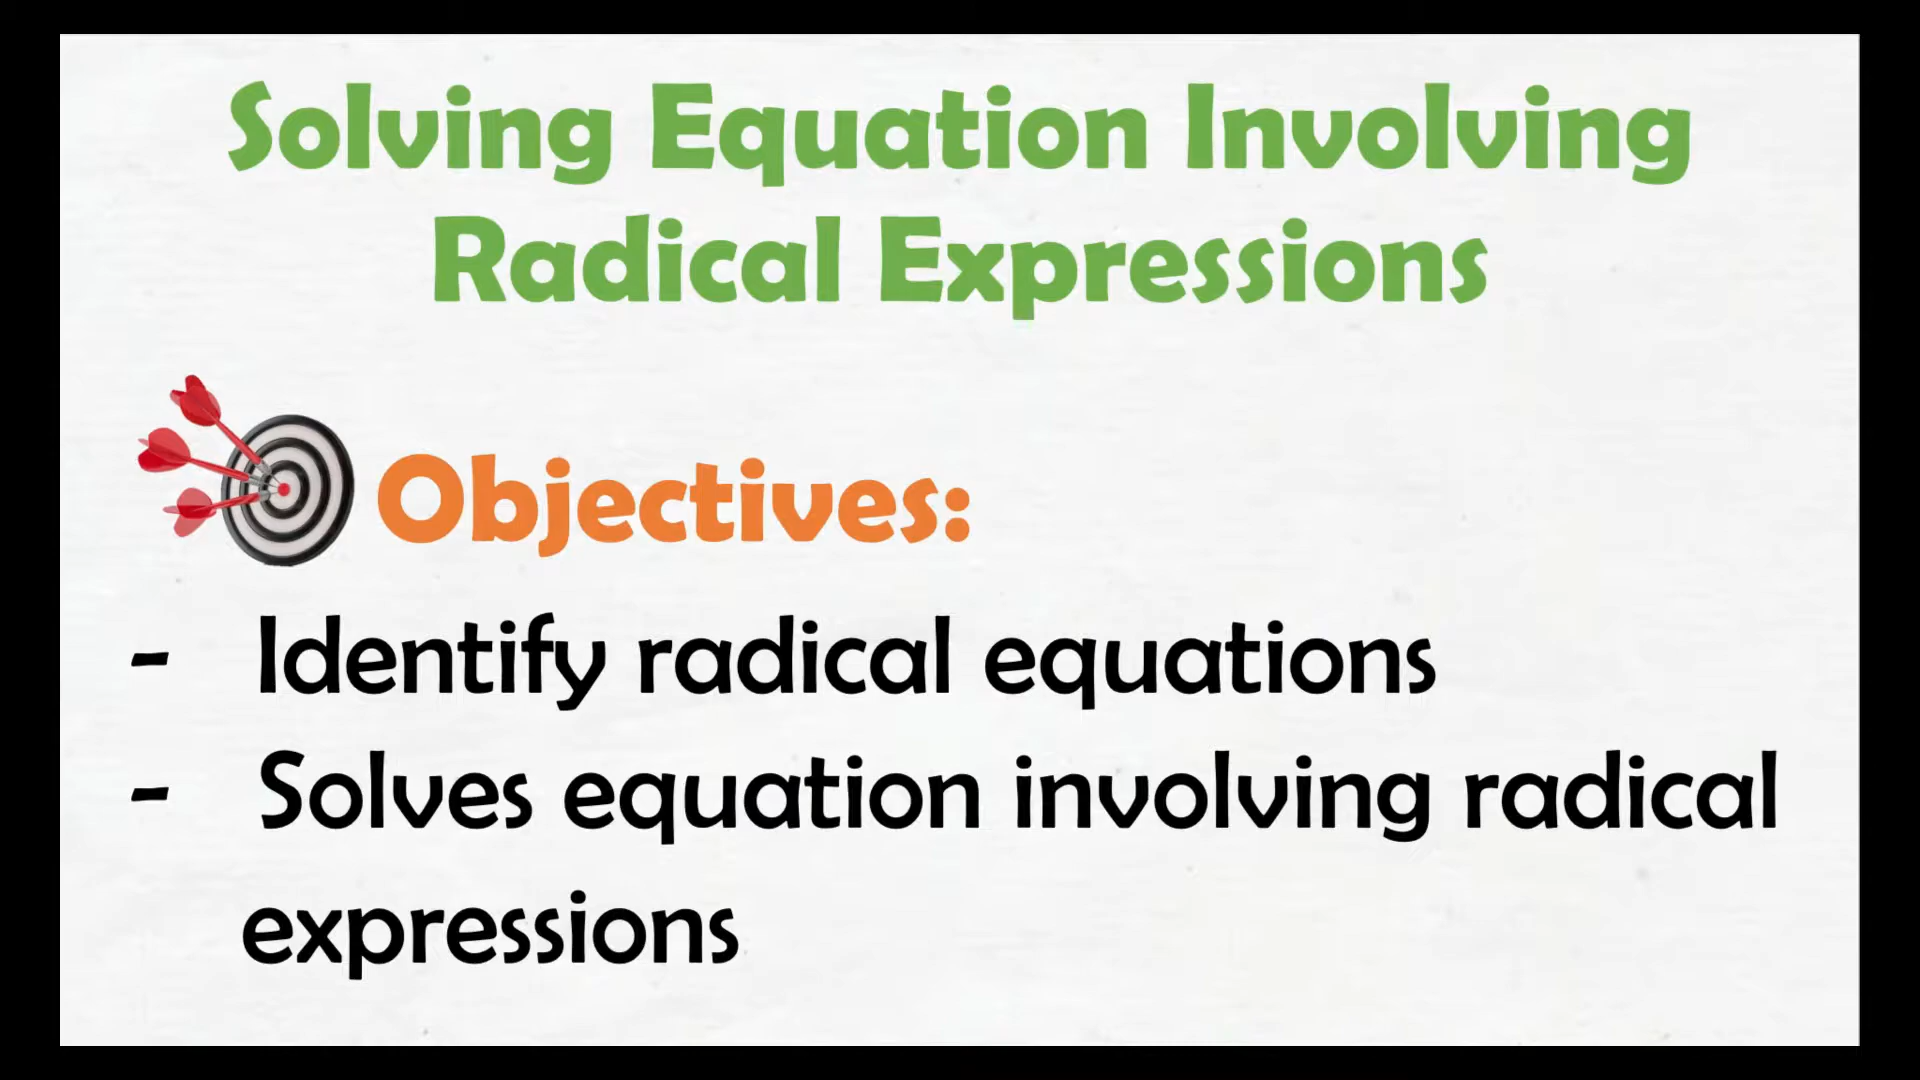 Solving Equation Involving
Radical Expressions
Objectives:
- Identify radical equations
- Solves equation involving radical
expressions